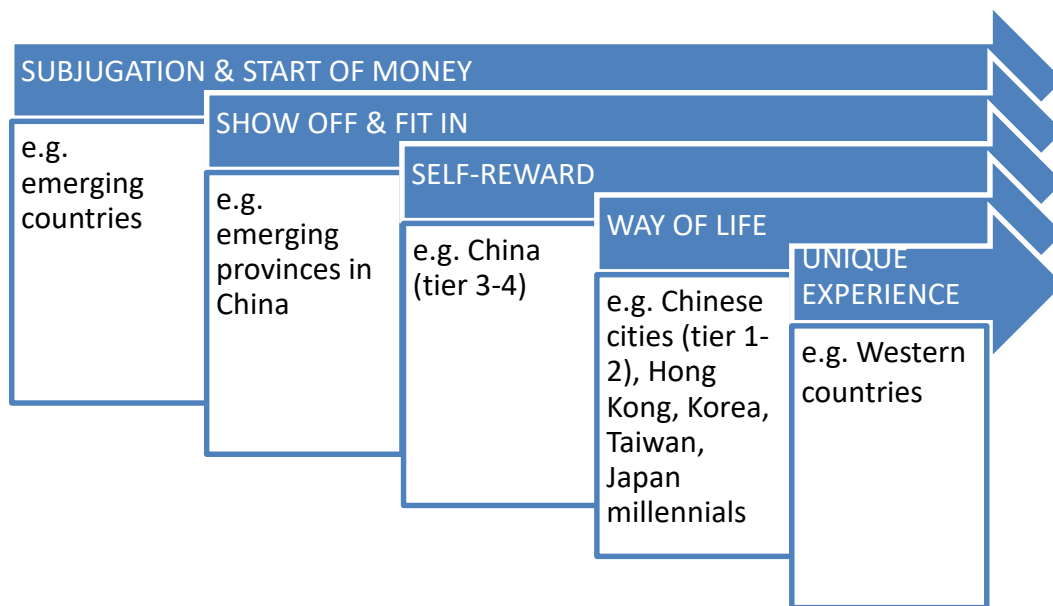 SUBJUGATION & START OF MONEY
e.g.
emerging
countries
SHOW OFF & FIT IN
e.g.
emerging
provinces in
China
SELF-REWARD
e.g. China
(tier 3-4)
WAY OF LIFE
e.g. Chinese
cities (tier 1-
2), Hong
Kong, Korea,
Taiwan,
Japan
millennials
UNIQUE
EXPERIENCE
e.g. Western
countries